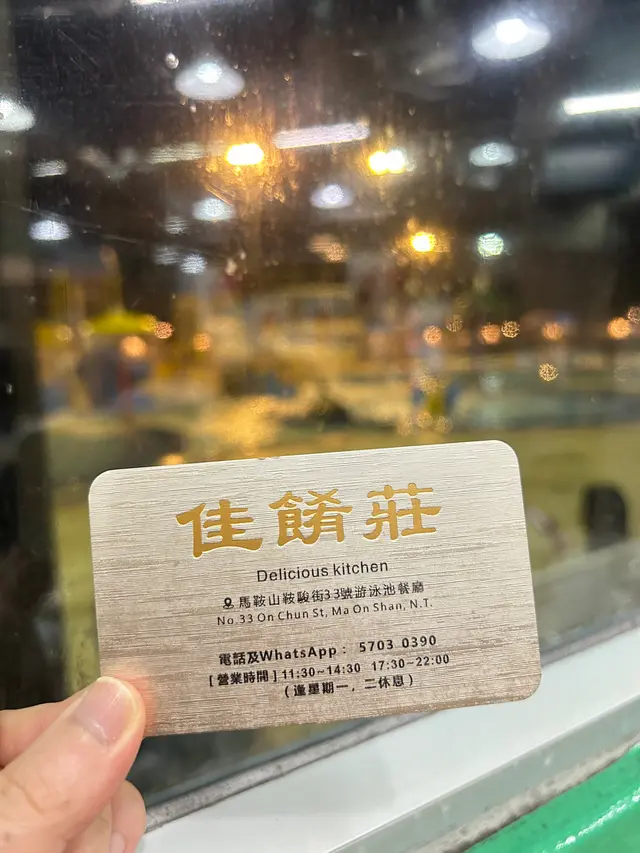 佳餚莊
Delicious kitchen
馬鞍山鞍駿街33號游泳池餐廳
No.33 On Chun St, Ma On Shan, N.T.
電話及WhatsApp： 5703 0390
[營業時間] 11:30~14:30 17:30~22:00
（逢星期一，二休息）